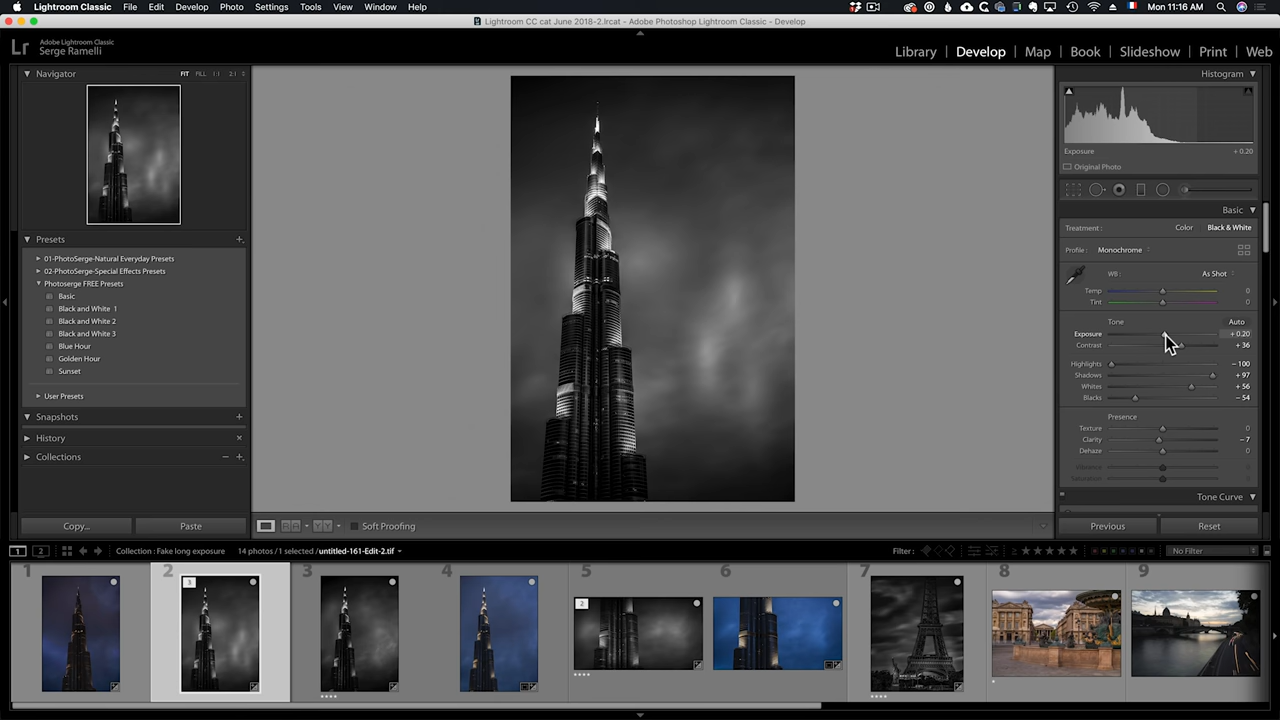 Lightroom Classic File Edit Develop Photo Settings Tools View Window Help Mon 11:16 AM
Lightroom CC cat June 2018-2.lrcat - Adobe Photoshop Lightroom Classic - Develop
Lr Adobe Lightroom Classic
Serge Ramelli
Library | Develop | Map | Book | Slideshow | Print | Web
Navigator FIT FILL 1:1 2:1
Presets +
01-PhotoSerge-Natural Everyday Presets
02-PhotoSerge-Special Effects Presets
Photoserge FREE Presets
Basic
Black and White 1
Black and White 2
Black and White 3
Blue Hour
Golden Hour
Sunset
User Presets
Snapshots +
History
Collections − +
Copy... Paste
Histogram
Exposure + 0.20
Original Photo
Basic
Treatment : Color Black & White
Profile : Monochrome
WB : As Shot
Temp 0
Tint 0
Tone Auto
Exposure + 0.20
Contrast + 36
Highlights − 100
Shadows + 97
Whites + 56
Blacks − 54
Presence
Texture 0
Clarity − 7
Dehaze 0
Vibrance
Saturation
Tone Curve
Previous Reset
Soft Proofing
1 2 Collection : Fake long exposure 14 photos / 1 selected / untitled-161-Edit-2.tif Filter : No Filter
1 2 3 4 5 6 7 8 9
3 2